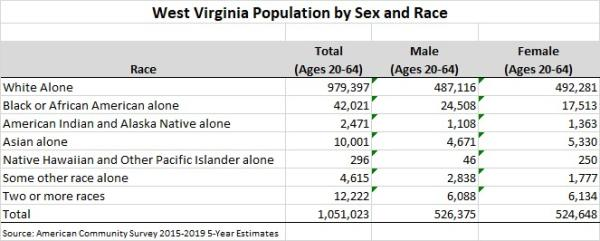 West Virginia Population by Sex and Race
Total Male Female
Race (Ages 20-64) (Ages 20-64) (Ages 20-64)
White Alone 979,397 487,116 492,281
Black or African American alone 42,021 24,508 17,513
American Indian and Alaska Native alone 2,471 1,108 1,363
Asian alone 10,001 4,671 5,330
Native Hawaiian and Other Pacific Islander alone 296 46 250
Some other race alone 4,615 2,838 1,777
Two or more races 12,222 6,088 6,134
Total 1,051,023 526,375 524,648
Source: American Community Survey 2015-2019 5-Year Estimates